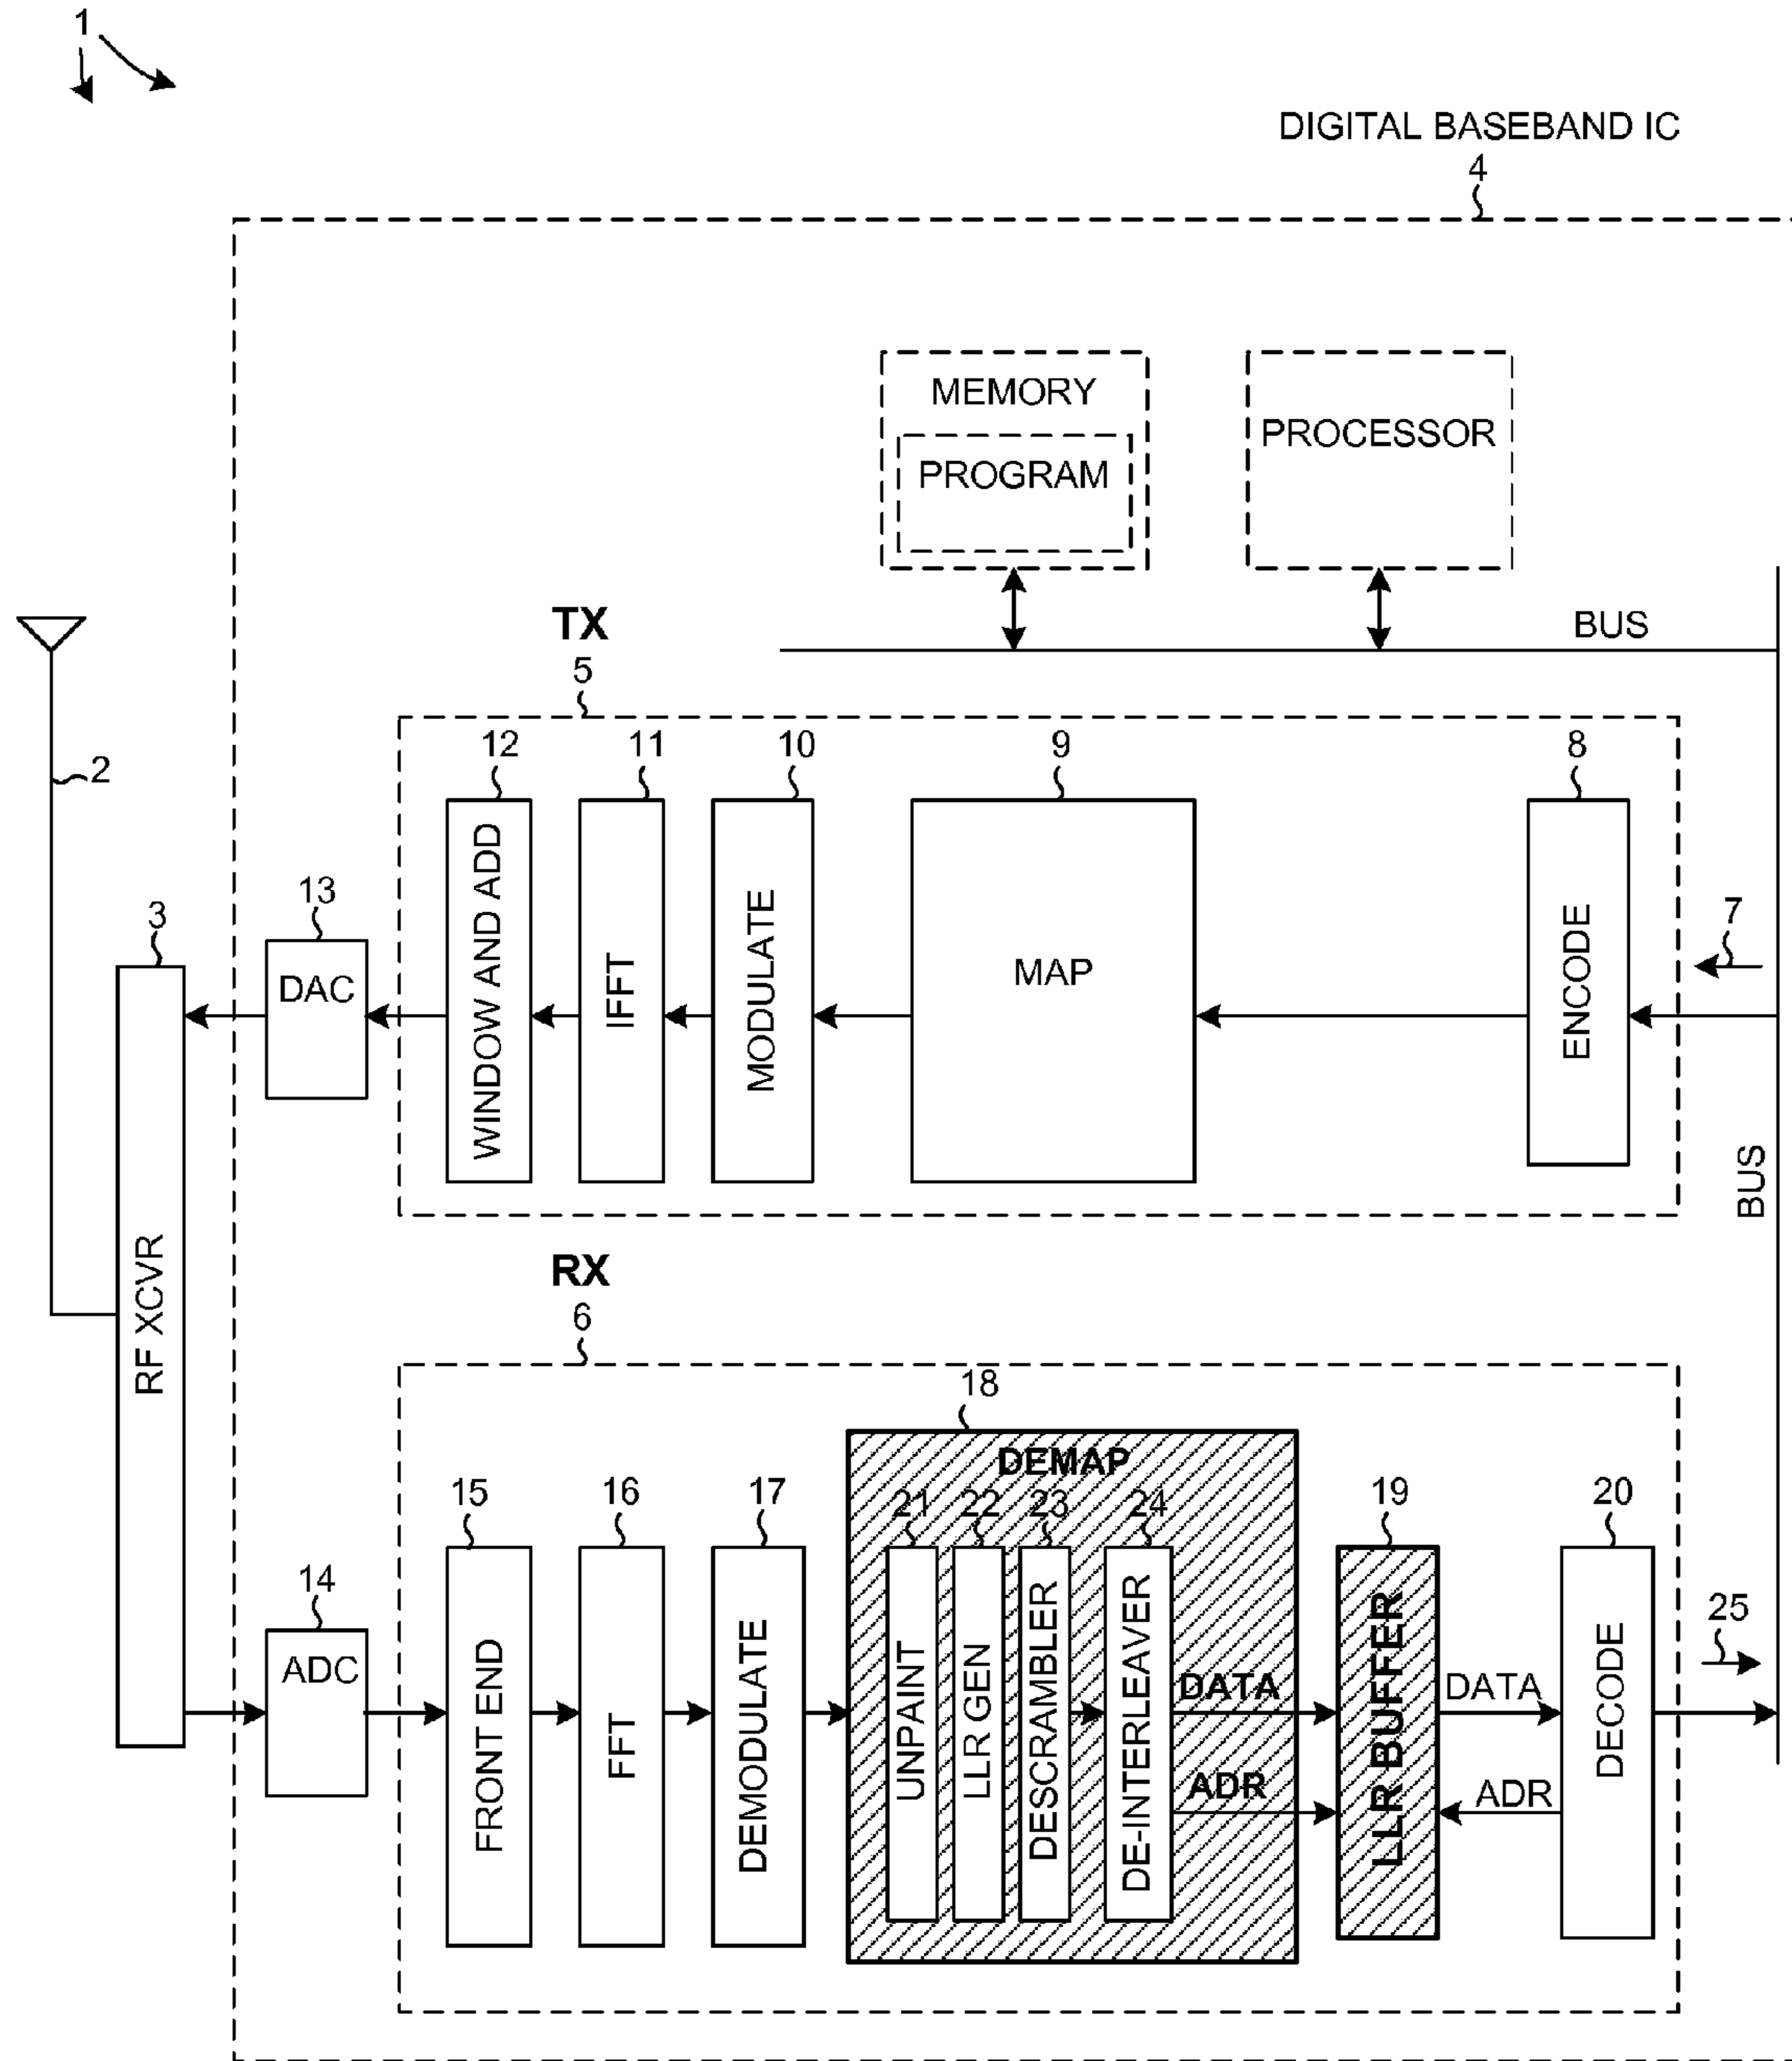 1
DIGITAL BASEBAND IC
4
MEMORY
PROGRAM
PROCESSOR
BUS
TX
5
2
12
11
10
9
8
WINDOW AND ADD
IFFT
MODULATE
MAP
ENCODE
13
DAC
3
RF XCVR
7
BUS
RX
6
18
DEMAP
15
16
17
21
22
23
24
19
20
14
ADC
FRONT END
FFT
DEMODULATE
UNPAINT
LLR GEN
DESCRAMBLER
DE-INTERLEAVER
DATA
ADR
LLR BUFFER
DATA
ADR
DECODE
25